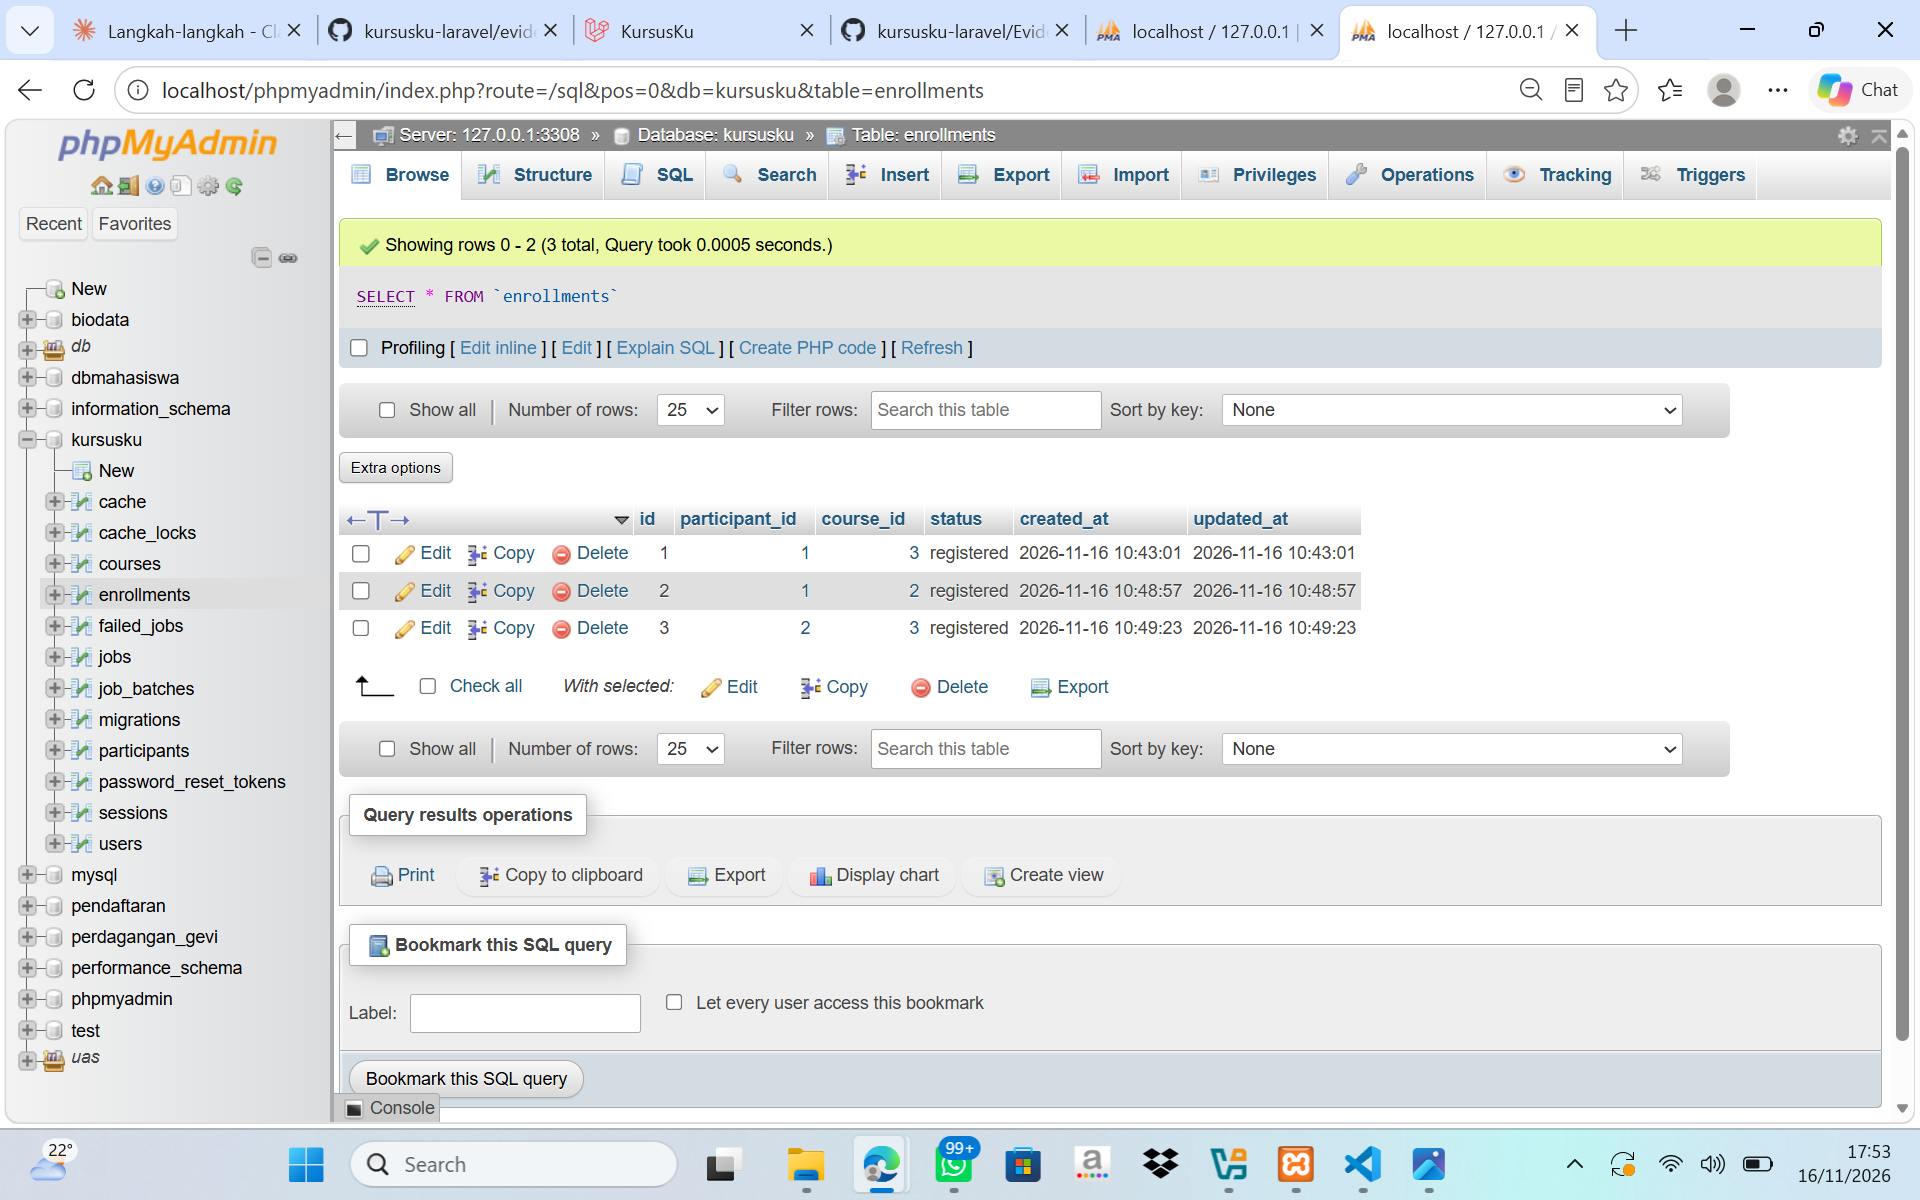 Langkah-langkah - Cl
kursusku-laravel/evide
KursusKu
kursusku-laravel/Evid
localhost / 127.0.0.1 |
localhost / 127.0.0.1 /
localhost/phpmyadmin/index.php?route=/sql&pos=0&db=kursusku&table=enrollments
Chat
phpMyAdmin
Recent
Favorites
New
biodata
db
dbmahasiswa
information_schema
kursusku
New
cache
cache_locks
courses
enrollments
failed_jobs
jobs
job_batches
migrations
participants
password_reset_tokens
sessions
users
mysql
pendaftaran
perdagangan_gevi
performance_schema
phpmyadmin
test
uas
Server: 127.0.0.1:3308 » Database: kursusku » Table: enrollments
Browse Structure SQL Search Insert Export Import Privileges Operations Tracking Triggers
Showing rows 0 - 2 (3 total, Query took 0.0005 seconds.)
SELECT * FROM `enrollments`
Profiling [ Edit inline ] [ Edit ] [ Explain SQL ] [ Create PHP code ] [ Refresh ]
Show all | Number of rows: 25 Filter rows: Search this table Sort by key: None
Extra options
id participant_id course_id status created_at updated_at
Edit Copy Delete 1 1 3 registered 2026-11-16 10:43:01 2026-11-16 10:43:01
Edit Copy Delete 2 1 2 registered 2026-11-16 10:48:57 2026-11-16 10:48:57
Edit Copy Delete 3 2 3 registered 2026-11-16 10:49:23 2026-11-16 10:49:23
Check all With selected: Edit Copy Delete Export
Show all | Number of rows: 25 Filter rows: Search this table Sort by key: None
Query results operations
Print Copy to clipboard Export Display chart Create view
Bookmark this SQL query
Label: Let every user access this bookmark
Bookmark this SQL query
Console
22°
Search
99+
a
17:53
16/11/2026